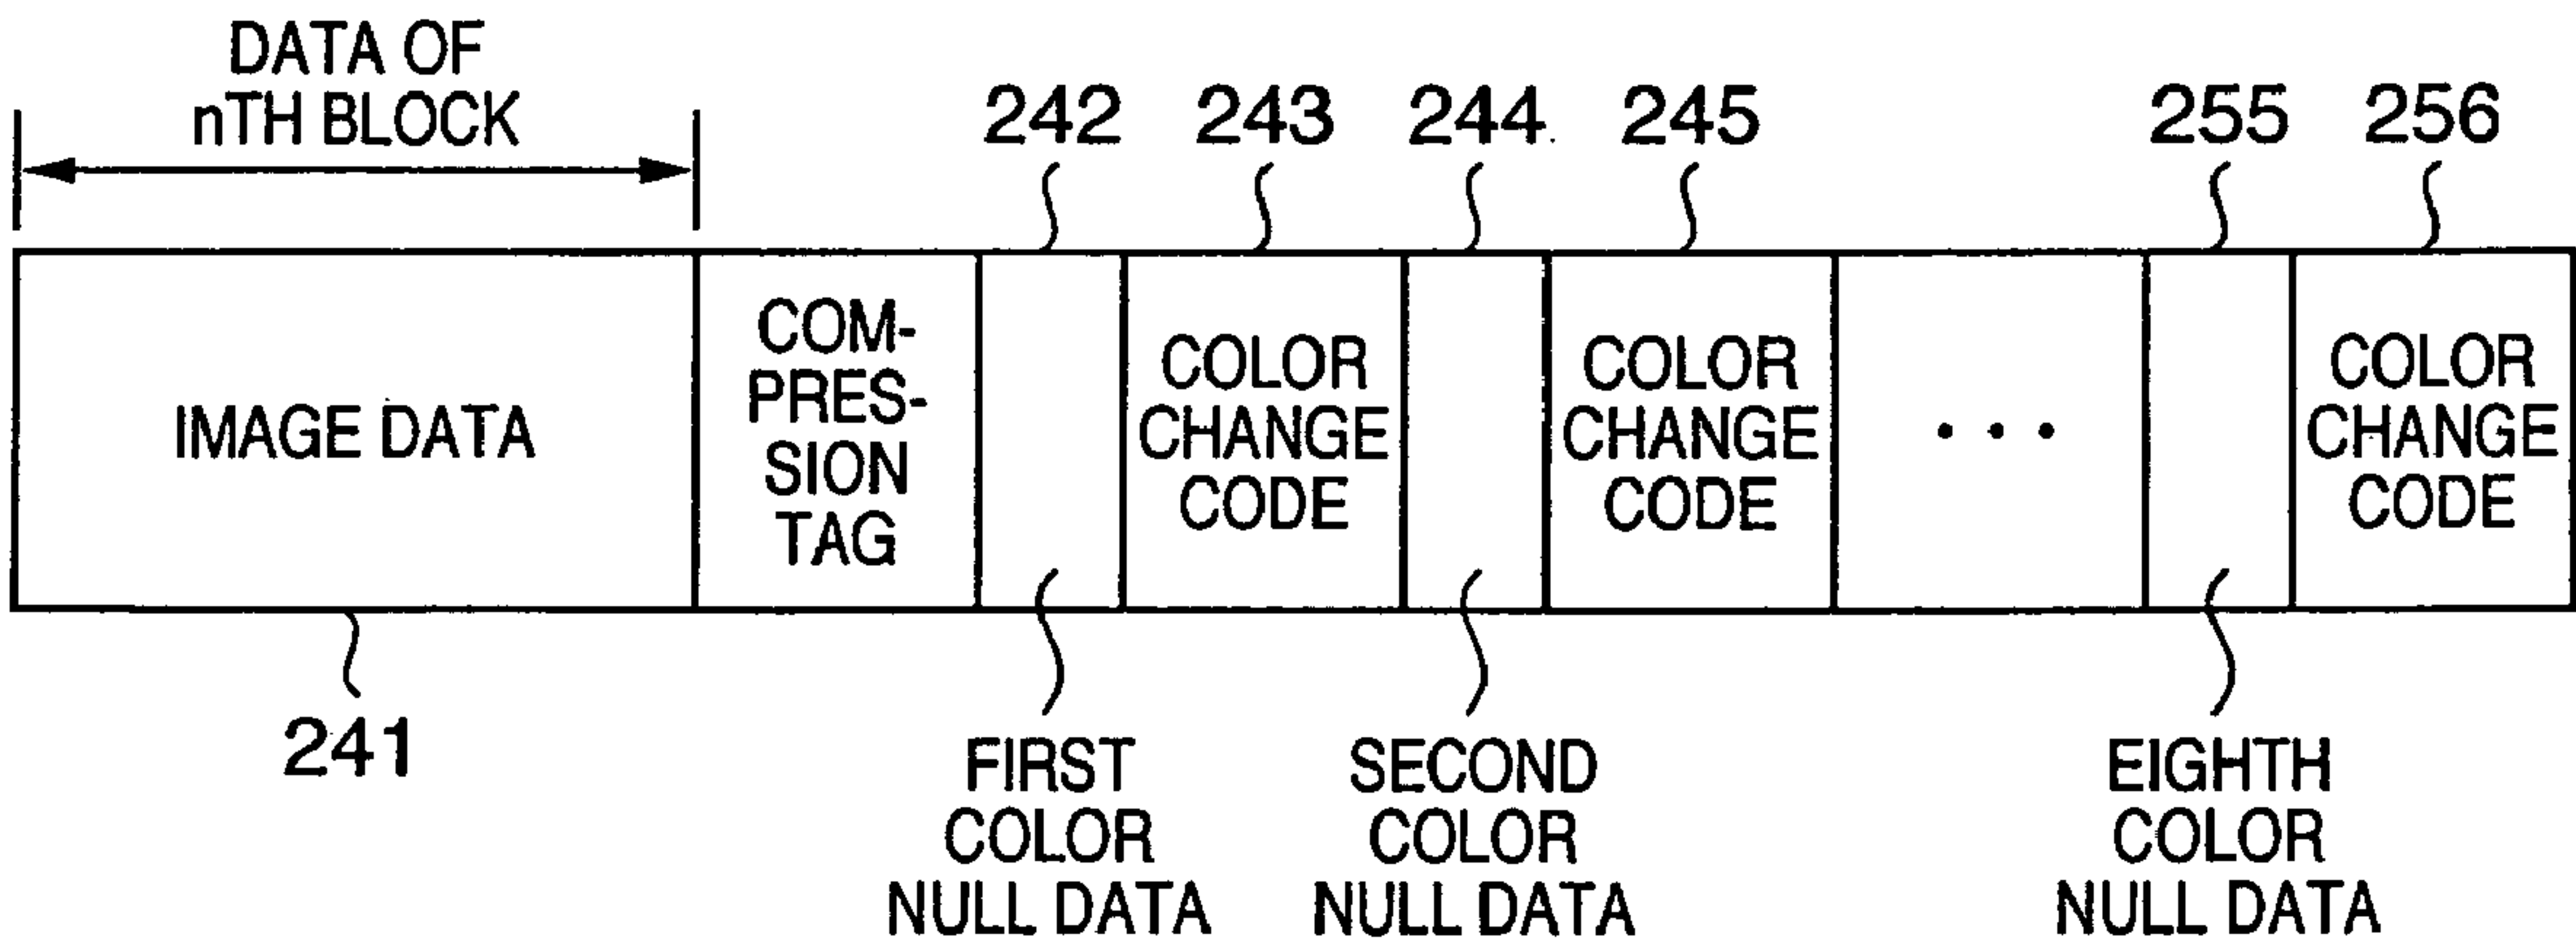 DATA OF
nTH BLOCK
242
243
244
245
255
256
IMAGE DATA
COM-
PRES-
SION
TAG
COLOR
CHANGE
CODE
COLOR
CHANGE
CODE
• • •
COLOR
CHANGE
CODE
241
FIRST
COLOR
NULL DATA
SECOND
COLOR
NULL DATA
EIGHTH
COLOR
NULL DATA